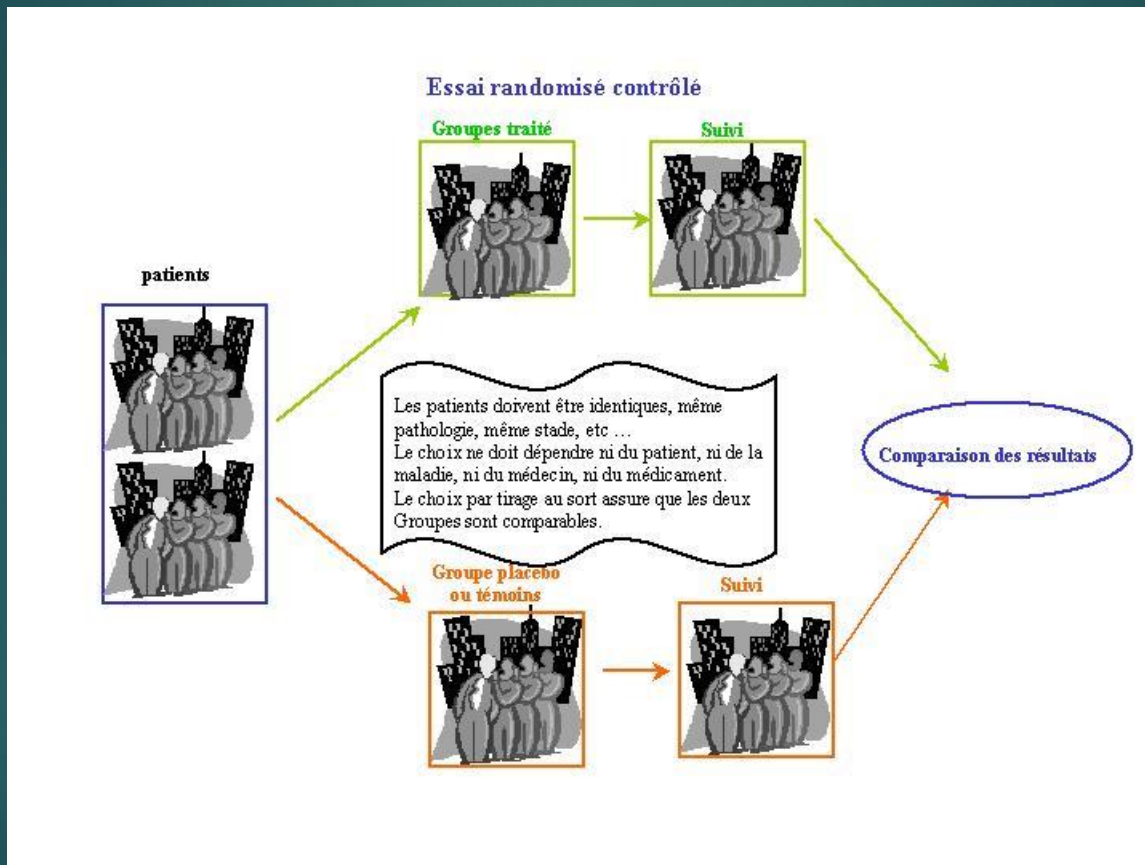 Essai randomisé contrôlé
Groupes traité
Suivi
patients
Les patients doivent être identiques, même
pathologie, même stade, etc …
Le choix ne doit dépendre ni du patient, ni de la
maladie, ni du médecin, ni du médicament.
Le choix par tirage au sort assure que les deux
Groupes sont comparables.
Comparaison des résultats
Groupe placebo
ou témoins
Suivi